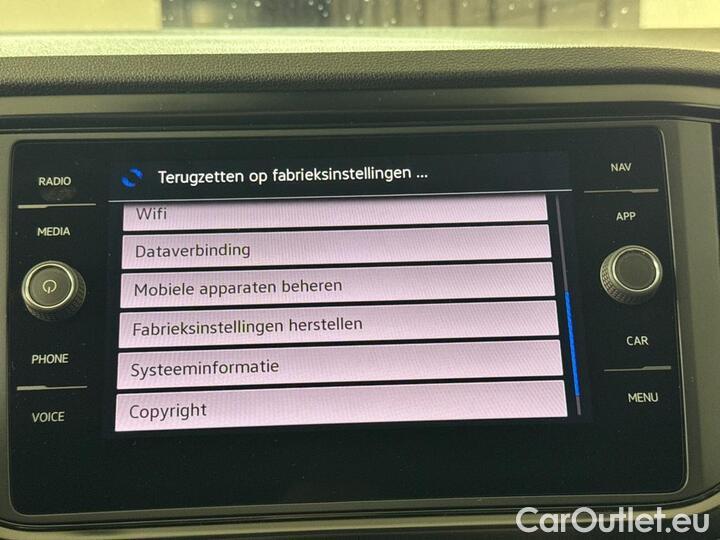 RADIO
MEDIA
PHONE
VOICE
Terugzetten op fabrieksinstellingen ...
Wifi
Dataverbinding
Mobiele apparaten beheren
Fabrieksinstellingen herstellen
Systeeminformatie
Copyright
NAV
APP
CAR
MENU
CarOutlet.eu